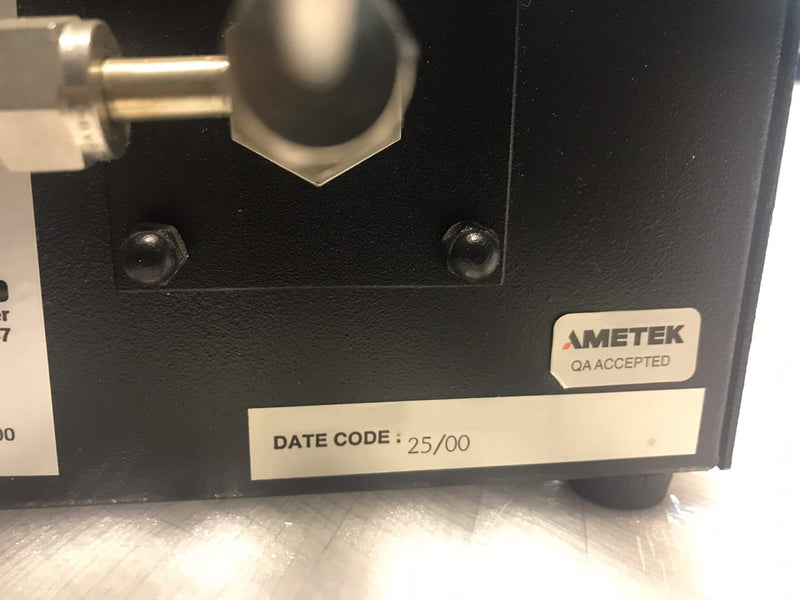 AMETEK
QA ACCEPTED
DATE CODE : 25/00